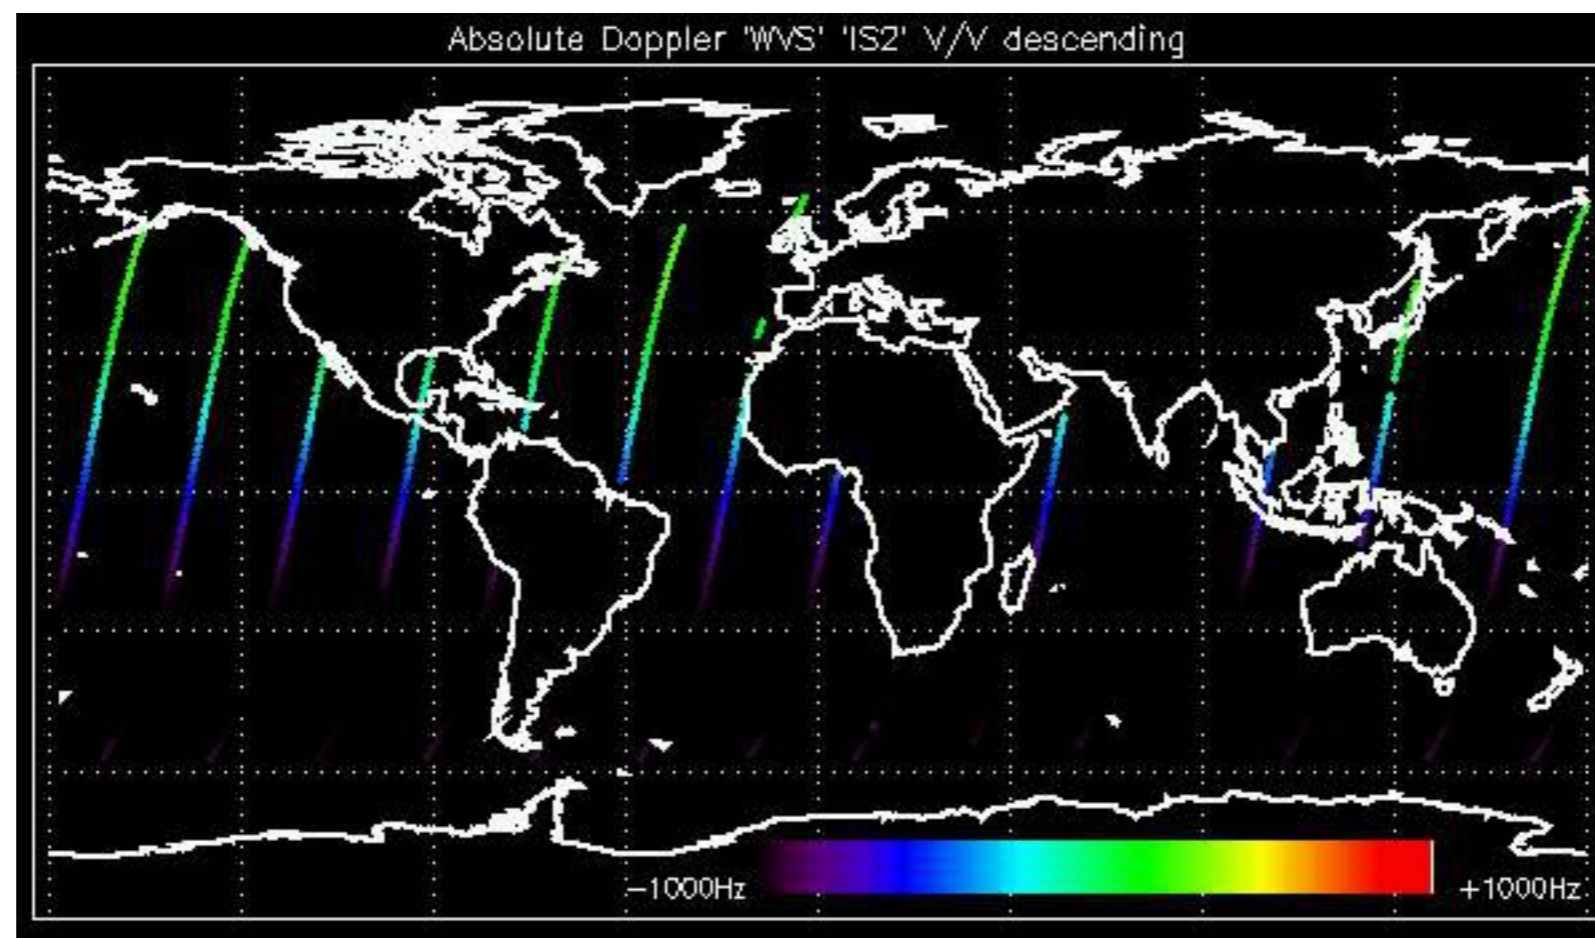 Absolute Doppler 'WVS' 'IS2' V/V descending
-1000Hz
+1000Hz